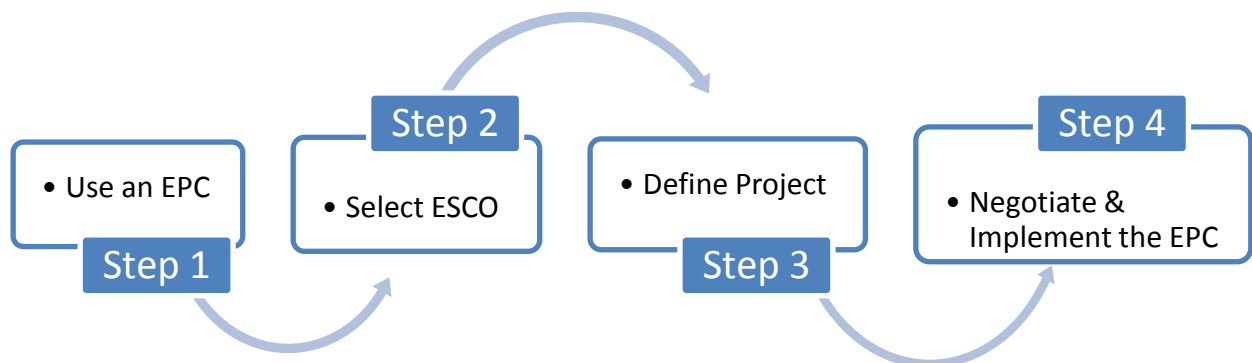 • Use an EPC
Step 1
Step 2
• Select ESCO
• Define Project
Step 3
Step 4
• Negotiate &
Implement the EPC